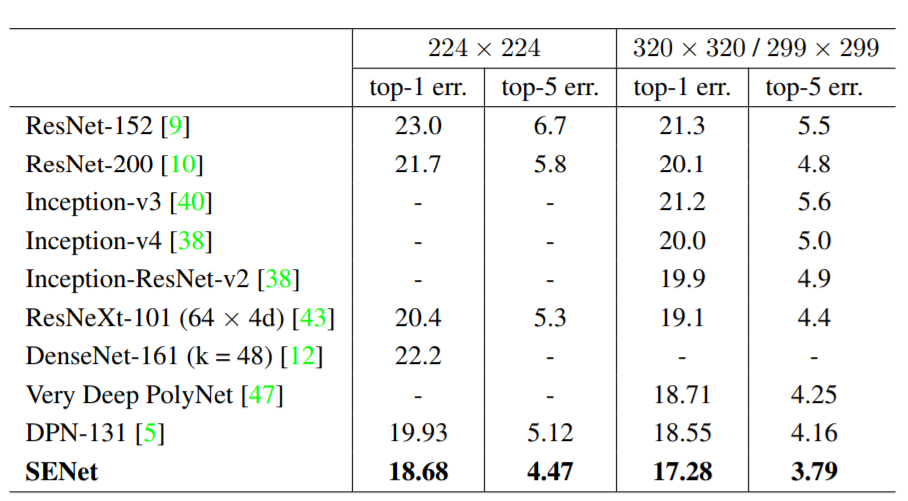 224 × 224 320 × 320 / 299 × 299
top-1 err. top-5 err. top-1 err. top-5 err.
ResNet-152 [9] 23.0 6.7 21.3 5.5
ResNet-200 [10] 21.7 5.8 20.1 4.8
Inception-v3 [40] - - 21.2 5.6
Inception-v4 [38] - - 20.0 5.0
Inception-ResNet-v2 [38] - - 19.9 4.9
ResNeXt-101 (64 × 4d) [43] 20.4 5.3 19.1 4.4
DenseNet-161 (k = 48) [12] 22.2 - - -
Very Deep PolyNet [47] - - 18.71 4.25
DPN-131 [5] 19.93 5.12 18.55 4.16
SENet 18.68 4.47 17.28 3.79